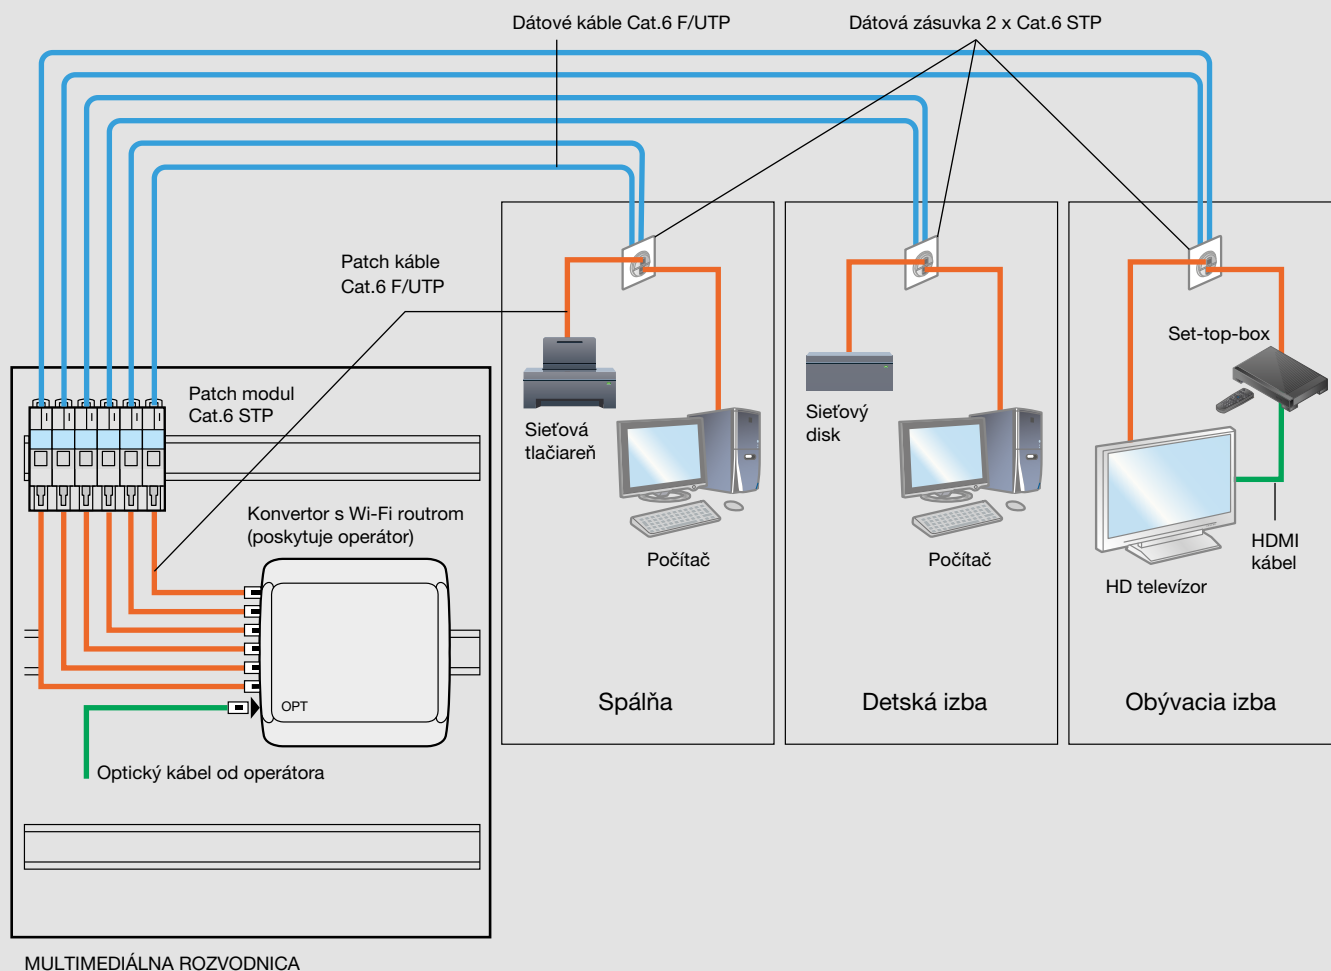 Dátové káble Cat.6 F/UTP
Dátová zásuvka 2 x Cat.6 STP
Patch káble
Cat.6 F/UTP
Patch modul
Cat.6 STP
Konvertor s Wi-Fi routrom
(poskytuje operátor)
OPT
Optický kábel od operátora
MULTIMEDIÁLNA ROZVODNICA
Sieťová
tlačiareň
Počítač
Spálňa
Sieťový
disk
Počítač
Detská izba
Set-top-box
HDMI
kábel
HD televízor
Obývacia izba